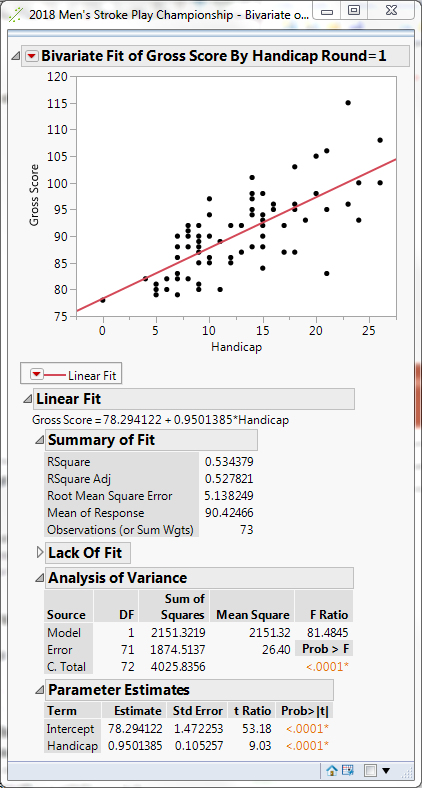 2018 Men's Stroke Play Championship - Bivariate o...
Bivariate Fit of Gross Score By Handicap Round=1
120
115
110
105
100
95
90
85
80
75
Gross Score
0 5 10 15 20 25
Handicap
Linear Fit
Linear Fit
Gross Score = 78.294122 + 0.9501385*Handicap
Summary of Fit
RSquare 0.534379
RSquare Adj 0.527821
Root Mean Square Error 5.138249
Mean of Response 90.42466
Observations (or Sum Wgts) 73
Lack Of Fit
Analysis of Variance
Sum of
Source DF Squares Mean Square F Ratio
Model 1 2151.3219 2151.32 81.4845
Error 71 1874.5137 26.40 Prob > F
C. Total 72 4025.8356 <.0001*
Parameter Estimates
Term Estimate Std Error t Ratio Prob>|t|
Intercept 78.294122 1.472253 53.18 <.0001*
Handicap 0.9501385 0.105257 9.03 <.0001*